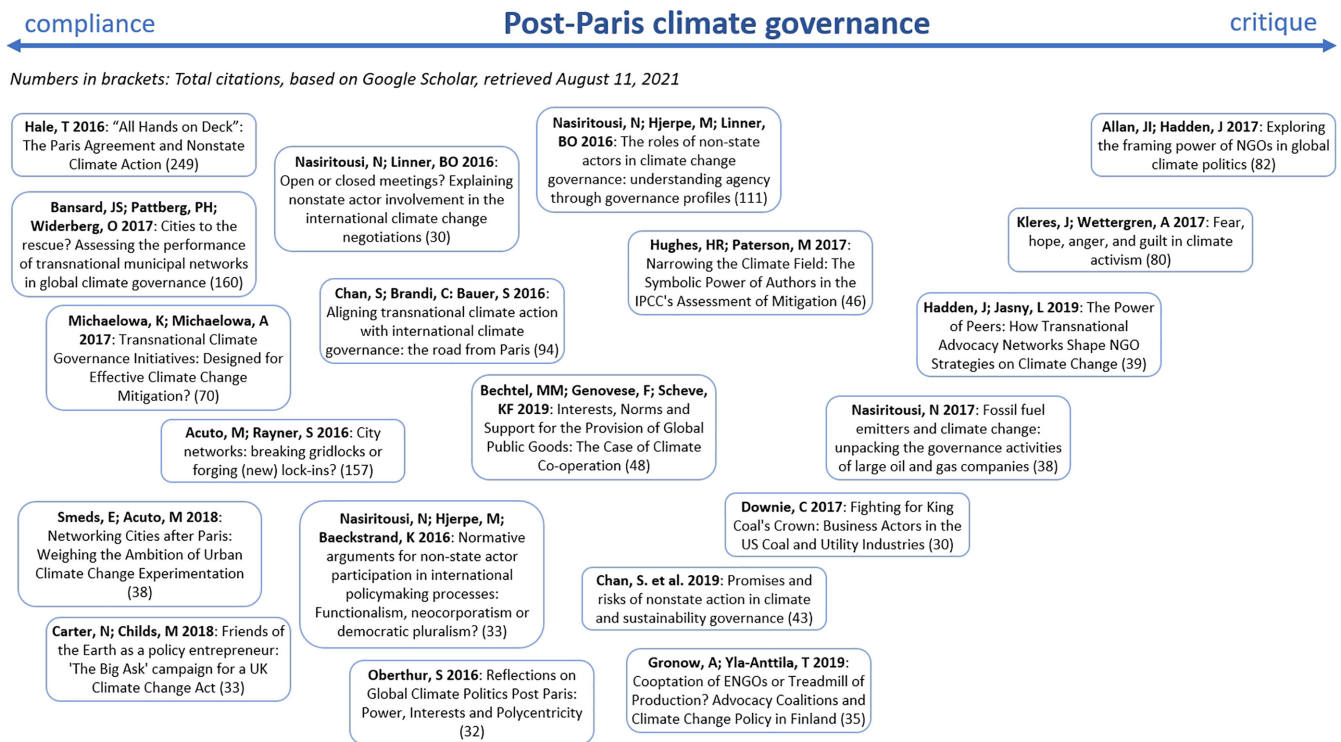 compliance
Post-Paris climate governance
critique
Numbers in brackets: Total citations, based on Google Scholar, retrieved August 11, 2021
Hale, T 2016: “All Hands on Deck”:
The Paris Agreement and Nonstate
Climate Action (249)
Bansard, JS; Pattberg, PH;
Widerberg, O 2017: Cities to the
rescue? Assessing the performance
of transnational municipal networks
in global climate governance (160)
Michaelowa, K; Michaelowa, A
2017: Transnational Climate
Governance Initiatives: Designed for
Effective Climate Change
Mitigation? (70)
Acuto, M; Rayner, S 2016: City
networks: breaking gridlocks or
forging (new) lock-ins? (157)
Smeds, E; Acuto, M 2018:
Networking Cities after Paris:
Weighing the Ambition of Urban
Climate Change Experimentation
(38)
Carter, N; Childs, M 2018: Friends of
the Earth as a policy entrepreneur:
'The Big Ask' campaign for a UK
Climate Change Act (33)
Nasiritousi, N; Linner, BO 2016:
Open or closed meetings? Explaining
nonstate actor involvement in the
international climate change
negotiations (30)
Chan, S; Brandi, C: Bauer, S 2016:
Aligning transnational climate action
with international climate
governance: the road from Paris (94)
Nasiritousi, N; Hjerpe, M;
Baeckstrand, K 2016: Normative
arguments for non-state actor
participation in international
policymaking processes:
Functionalism, neocorporatism or
democratic pluralism? (33)
Oberthur, S 2016: Reflections on
Global Climate Politics Post Paris:
Power, Interests and Polycentricity
(32)
Nasiritousi, N; Hjerpe, M; Linner,
BO 2016: The roles of non-state
actors in climate change
governance: understanding agency
through governance profiles (111)
Hughes, HR; Paterson, M 2017:
Narrowing the Climate Field: The
Symbolic Power of Authors in the
IPCC's Assessment of Mitigation (46)
Bechtel, MM; Genovese, F; Scheve,
KF 2019: Interests, Norms and
Support for the Provision of Global
Public Goods: The Case of Climate
Co-operation (48)
Chan, S. et al. 2019: Promises and
risks of nonstate action in climate
and sustainability governance (43)
Gronow, A; Yla-Anttila, T 2019:
Cooptation of ENGOs or Treadmill of
Production? Advocacy Coalitions and
Climate Change Policy in Finland (35)
Downie, C 2017: Fighting for King
Coal's Crown: Business Actors in the
US Coal and Utility Industries (30)
Nasiritousi, N 2017: Fossil fuel
emitters and climate change:
unpacking the governance activities
of large oil and gas companies (38)
Hadden, J; Jasny, L 2019: The Power
of Peers: How Transnational
Advocacy Networks Shape NGO
Strategies on Climate Change (39)
Kleres, J; Wettergren, A 2017: Fear,
hope, anger, and guilt in climate
activism (80)
Allan, JI; Hadden, J 2017: Exploring
the framing power of NGOs in global
climate politics (82)